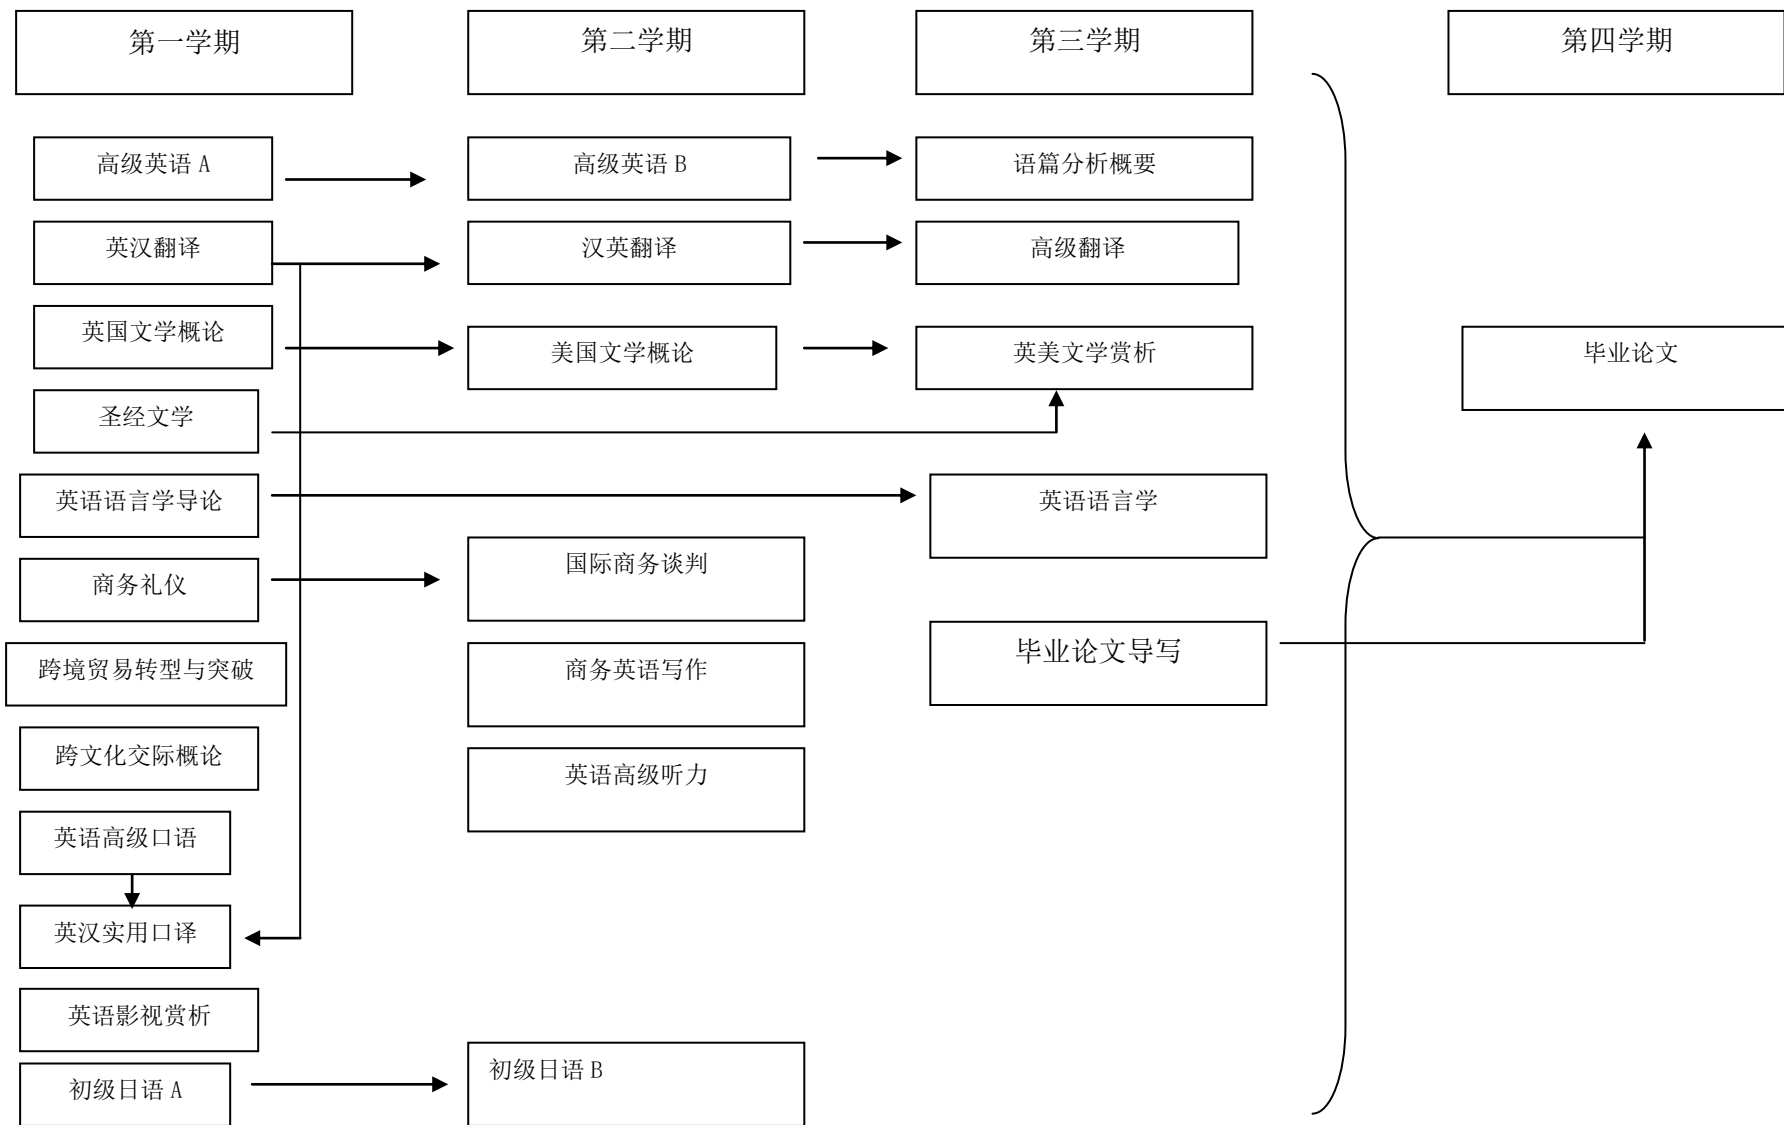 第一学期
第二学期
第三学期
第四学期
高级英语 A
高级英语 B
语篇分析概要
英汉翻译
汉英翻译
高级翻译
英国文学概论
美国文学概论
英美文学赏析
毕业论文
圣经文学
英语语言学导论
英语语言学
商务礼仪
国际商务谈判
跨境贸易转型与突破
商务英语写作
毕业论文导写
跨文化交际概论
英语高级听力
英语高级口语
英汉实用口译
英语影视赏析
初级日语 A
初级日语 B